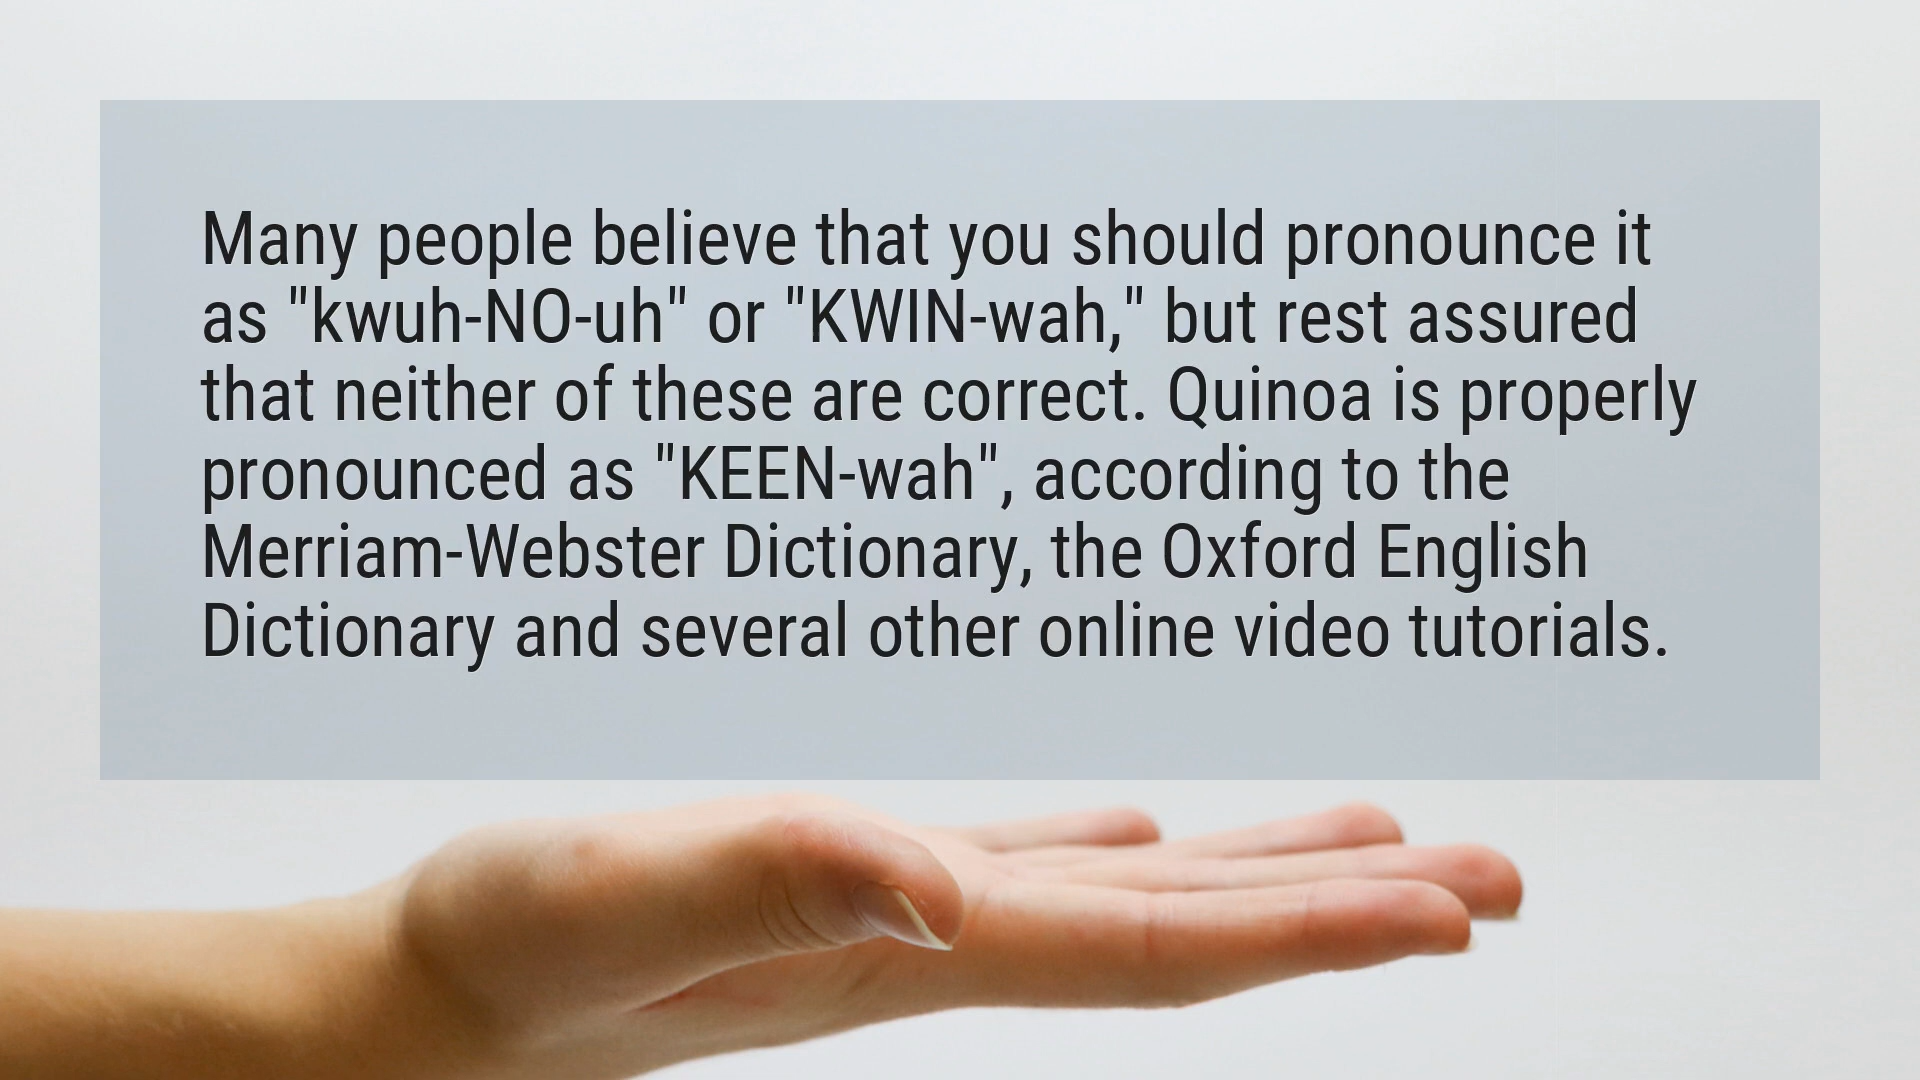 Many people believe that you should pronounce it
as "kwuh-NO-uh" or "KWIN-wah," but rest assured
that neither of these are correct. Quinoa is properly
pronounced as "KEEN-wah", according to the
Merriam-Webster Dictionary, the Oxford English
Dictionary and several other online video tutorials.